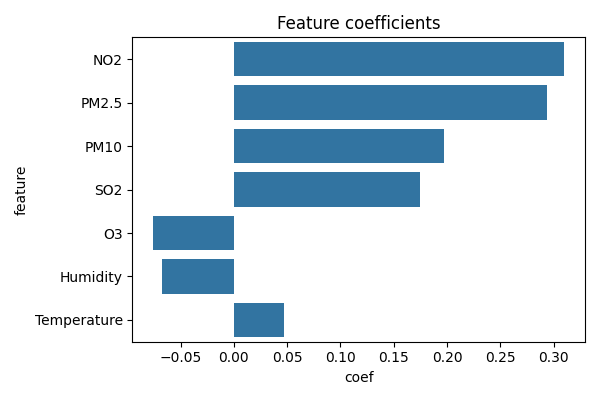 Feature coefficients
NO2
PM2.5
PM10
SO2
O3
Humidity
Temperature
feature
−0.05 0.00 0.05 0.10 0.15 0.20 0.25 0.30
coef